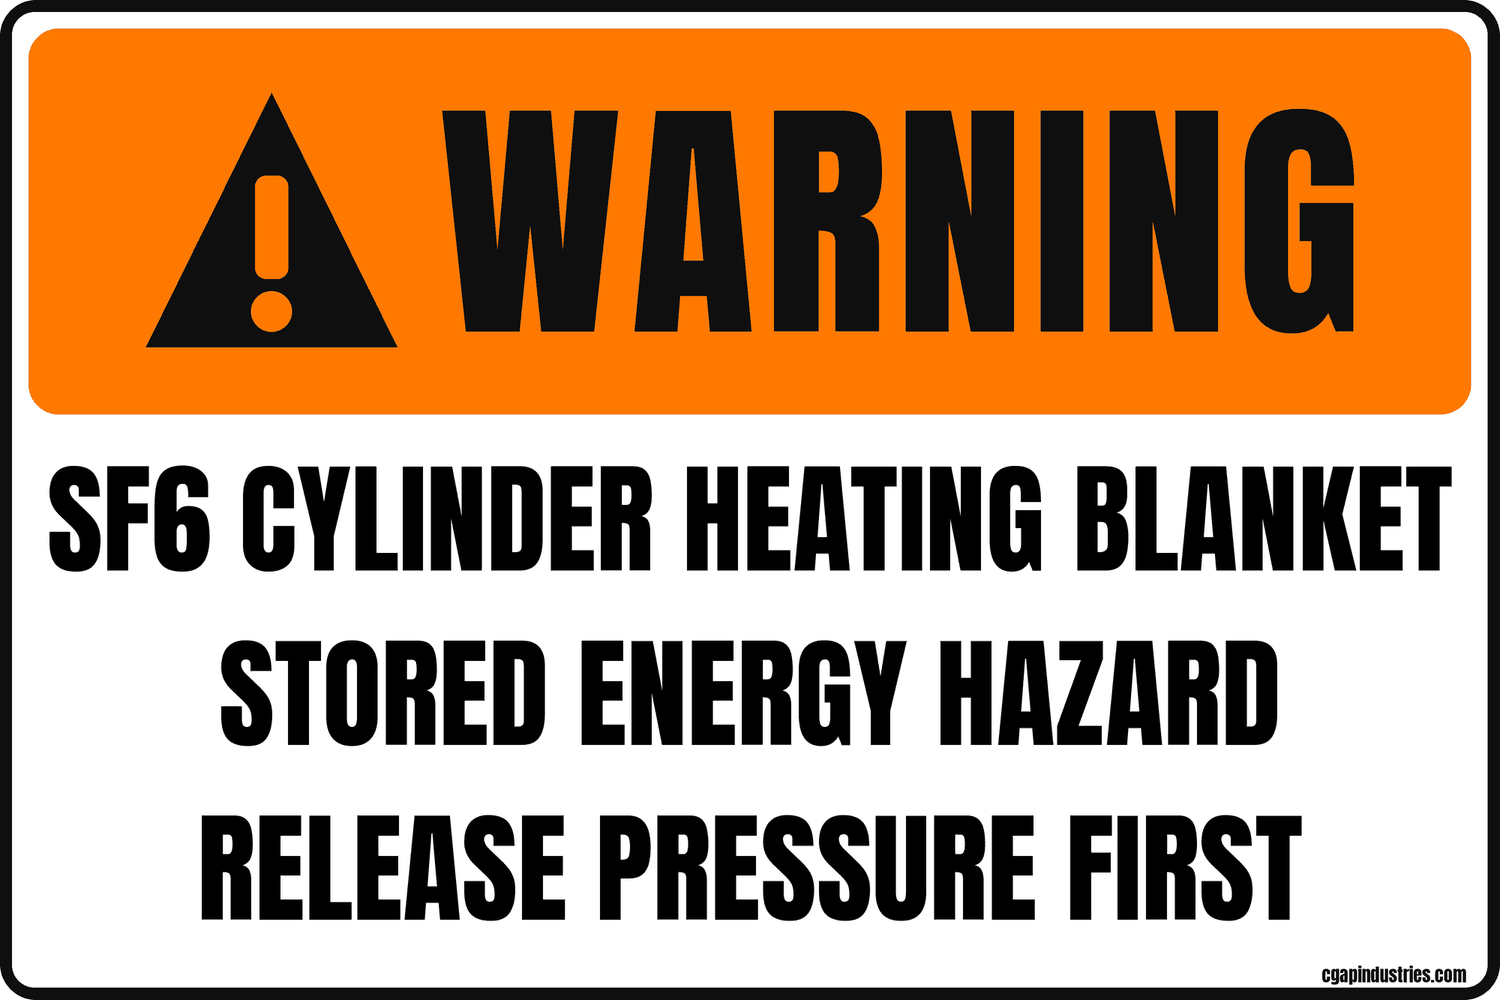 WARNING
SF6 CYLINDER HEATING BLANKET
STORED ENERGY HAZARD
RELEASE PRESSURE FIRST
cgapindustries.com